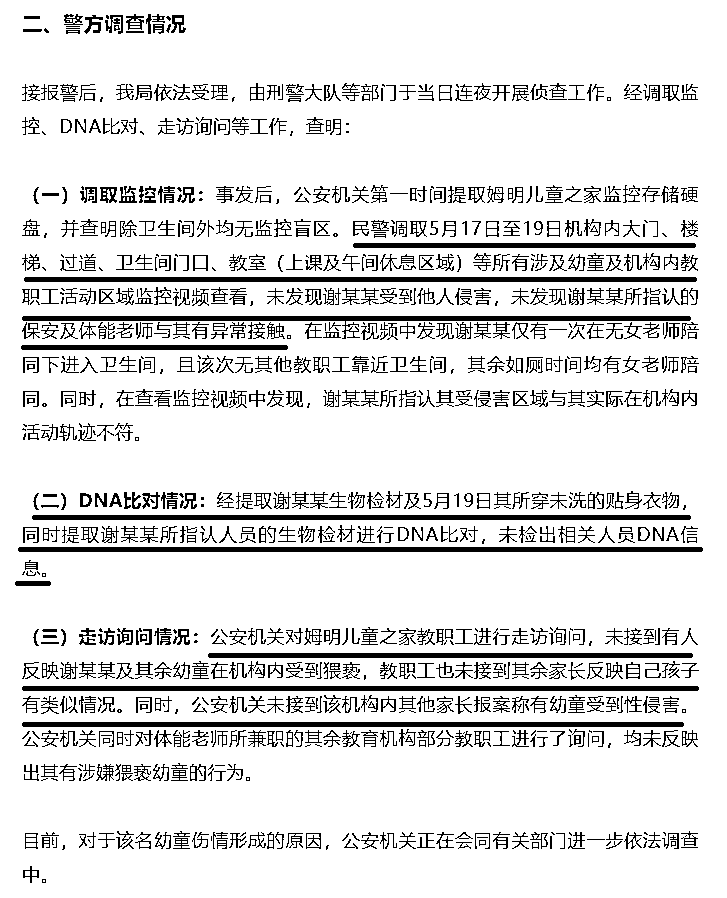 二、警方调查情况
接报警后，我局依法受理，由刑警大队等部门于当日连夜开展侦查工作。经调取监
控、DNA比对、走访询问等工作，查明：
（一）调取监控情况：事发后，公安机关第一时间提取姆明儿童之家监控存储硬
盘，并查明除卫生间外均无监控盲区。民警调取5月17日至19日机构内大门、楼
梯、过道、卫生间门口、教室（上课及午间休息区域）等所有涉及幼童及机构内教
职工活动区域监控视频查看，未发现谢某某受到他人侵害，未发现谢某某所指认的
保安及体能老师与其有异常接触。在监控视频中发现谢某某仅有一次在无女老师陪
同下进入卫生间，且该次无其他教职工靠近卫生间，其余如厕时间均有女老师陪
同。同时，在查看监控视频中发现，谢某某所指认其受侵害区域与其实际在机构内
活动轨迹不符。
（二）DNA比对情况：经提取谢某某生物检材及5月19日其所穿未洗的贴身衣物，
同时提取谢某某所指认人员的生物检材进行DNA比对，未检出相关人员DNA信
息。
（三）走访询问情况：公安机关对姆明儿童之家教职工进行走访询问，未接到有人
反映谢某某及其余幼童在机构内受到猥亵，教职工也未接到其余家长反映自己孩子
有类似情况。同时，公安机关未接到该机构内其他家长报案称有幼童受到性侵害。
公安机关同时对体能老师所兼职的其余教育机构部分教职工进行了询问，均未反映
出其有涉嫌猥亵幼童的行为。
目前，对于该名幼童伤情形成的原因，公安机关正在会同有关部门进一步依法调查
中。